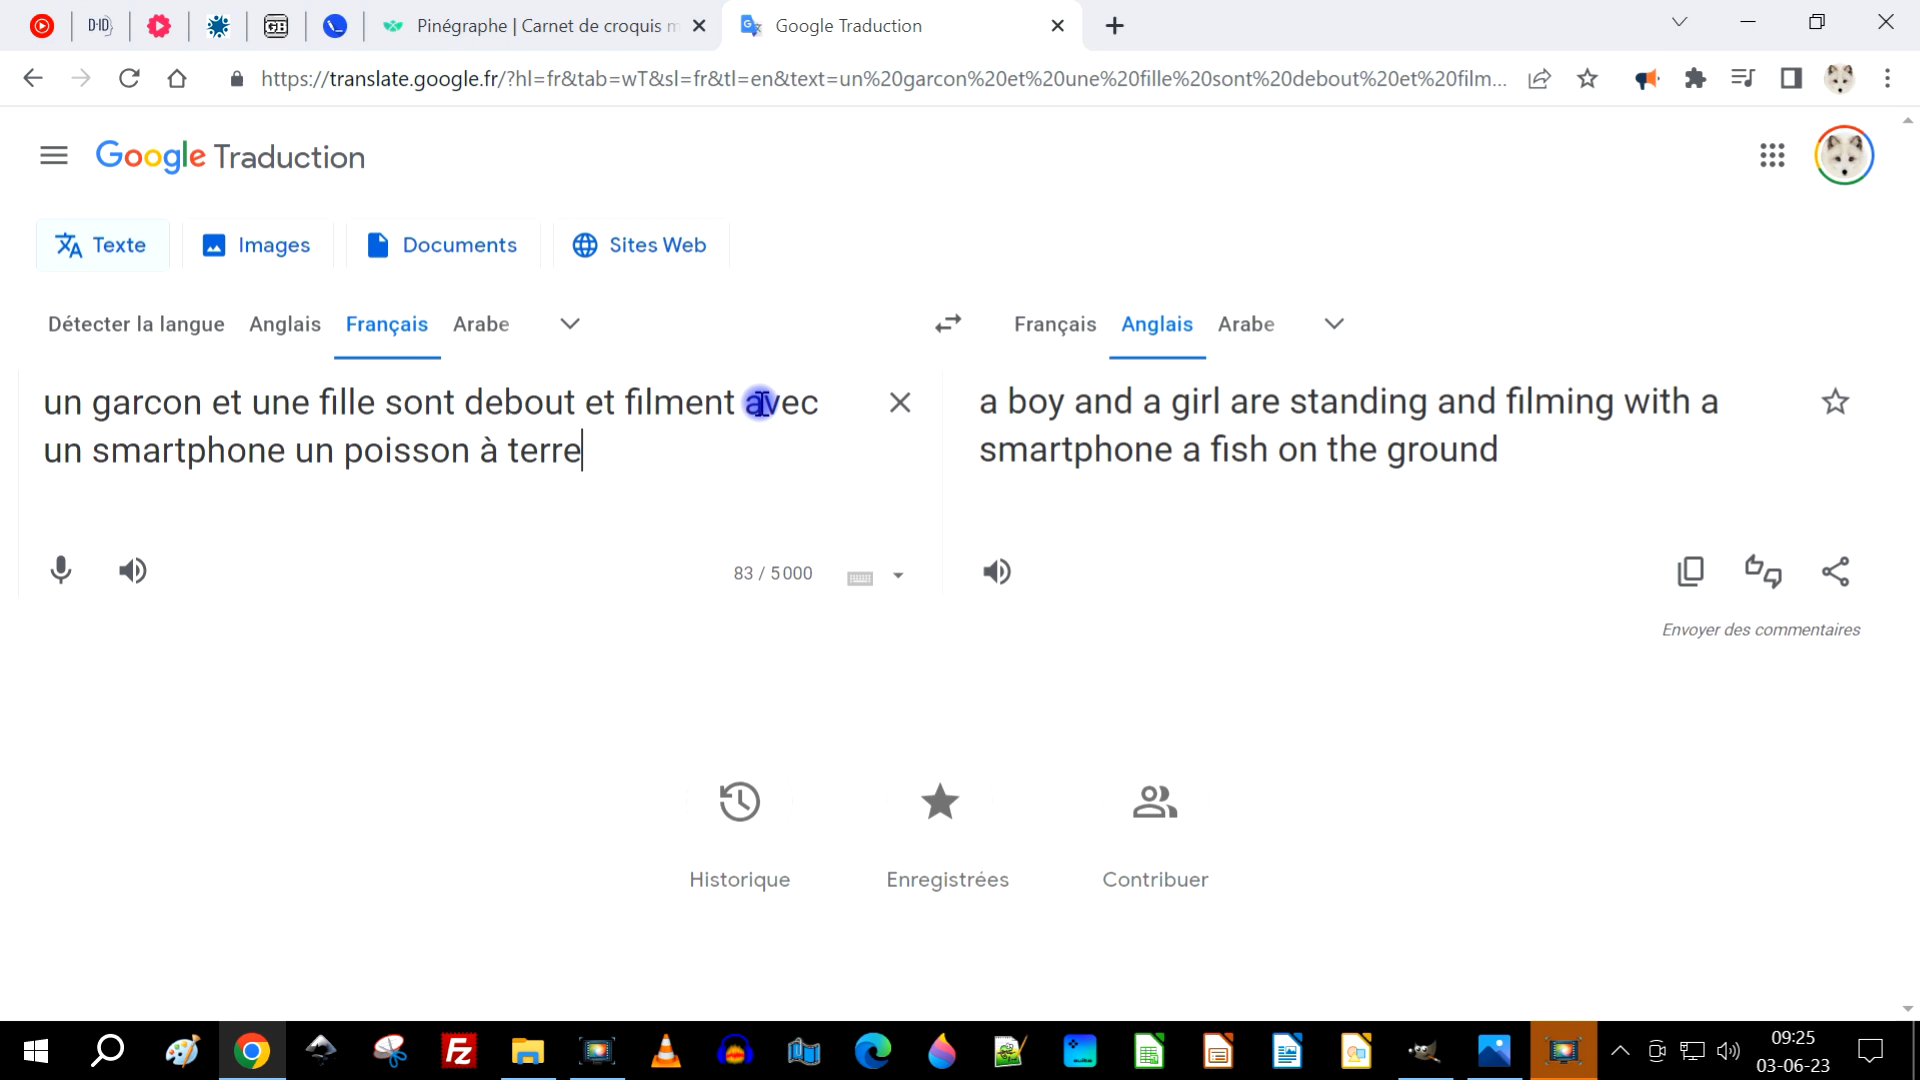 D-ID
Pinégraphe | Carnet de croquis m
Google Traduction
https://translate.google.fr/?hl=fr&tab=wT&sl=fr&tl=en&text=un%20garcon%20et%20une%20fille%20sont%20debout%20et%20film...
Google Traduction
Texte
Images
Documents
Sites Web
Détecter la langue
Anglais
Français
Arabe
Français
Anglais
Arabe
un garcon et une fille sont debout et filment avec
un smartphone un poisson à terre
a boy and a girl are standing and filming with a
smartphone a fish on the ground
83 / 5 000
Envoyer des commentaires
Historique
Enregistrées
Contribuer
Fz
09:25
03-06-23